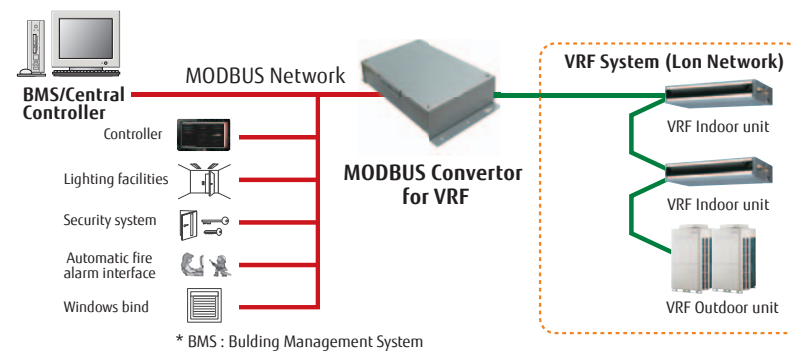 MODBUS Network
BMS/Central
Controller
Controller
Lighting facilities
Security system
Automatic fire
alarm interface
Windows bind
* BMS : Bulding Management System
MODBUS Convertor
for VRF
VRF System (Lon Network)
VRF Indoor unit
VRF Indoor unit
VRF Outdoor unit